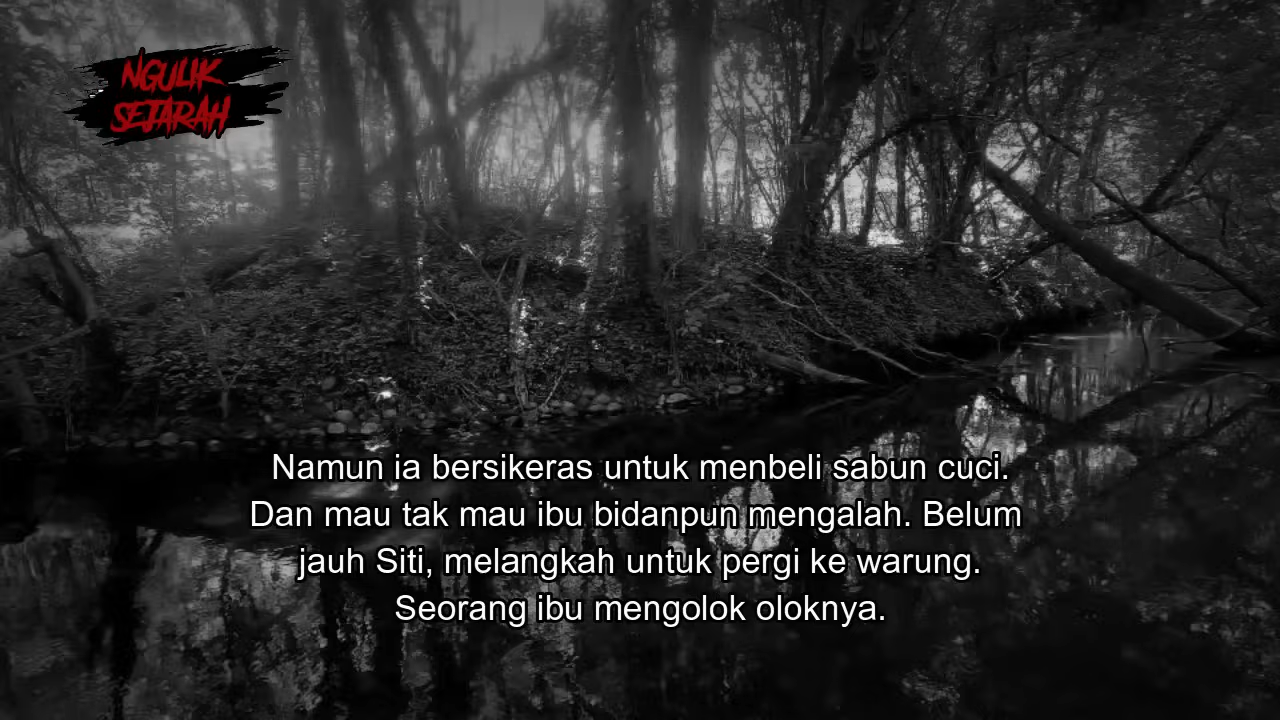 NGULIK
SEJARAH
Namun ia bersikeras untuk menbeli sabun cuci.
Dan mau tak mau ibu bidanpun mengalah. Belum
jauh Siti, melangkah untuk pergi ke warung.
Seorang ibu mengolok oloknya.